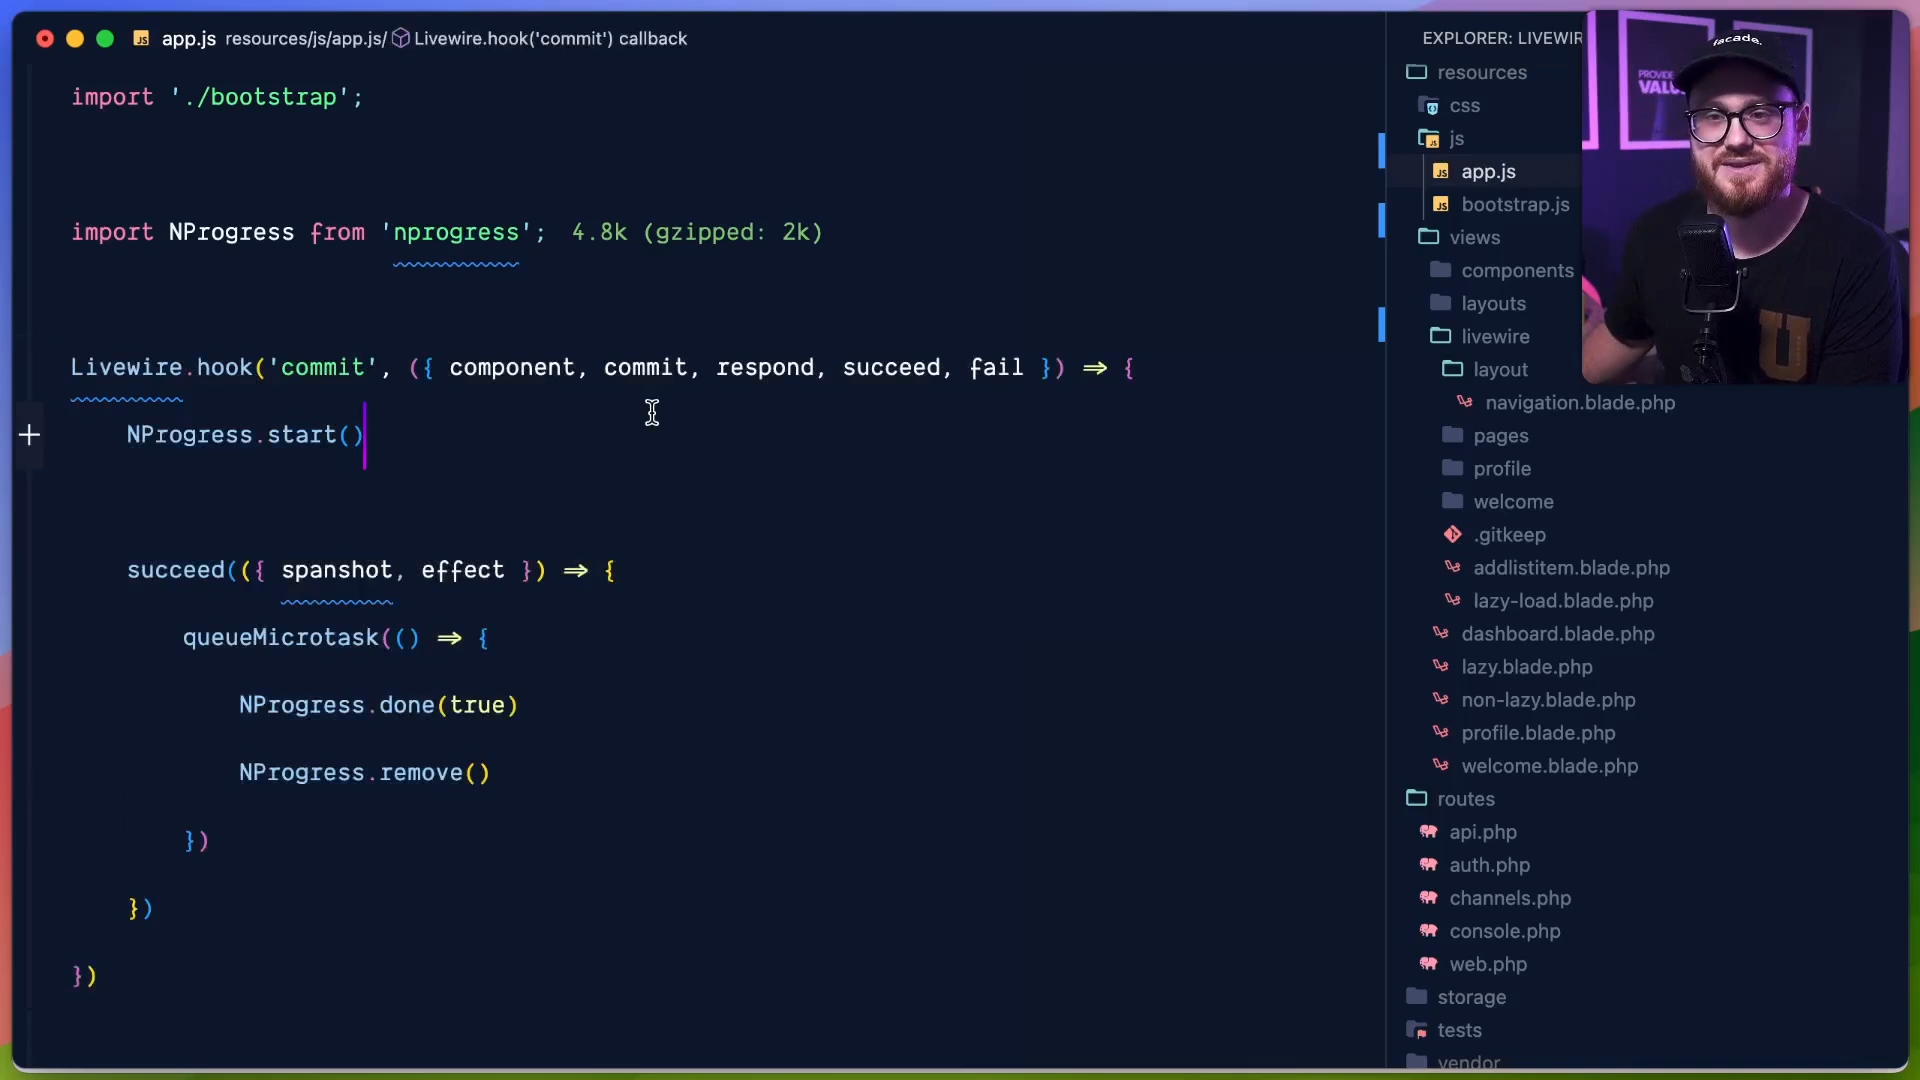 app.js resources/js/app.js/ Livewire.hook('commit') callback
import './bootstrap';
import NProgress from 'nprogress'; 4.8k (gzipped: 2k)
Livewire.hook('commit', ({ component, commit, respond, succeed, fail }) ⇒ {
NProgress.start()
succeed(({ spanshot, effect }) ⇒ {
queueMicrotask(() ⇒ {
NProgress.done(true)
NProgress.remove()
})
})
})
EXPLORER: LIVEWIR
resources
css
js
app.js
bootstrap.js
views
components
layouts
livewire
layout
navigation.blade.php
pages
profile
welcome
.gitkeep
addlistitem.blade.php
lazy-load.blade.php
dashboard.blade.php
lazy.blade.php
non-lazy.blade.php
profile.blade.php
welcome.blade.php
routes
api.php
auth.php
channels.php
console.php
web.php
storage
tests
vendor
facade.
PROVIDE
VALU
U